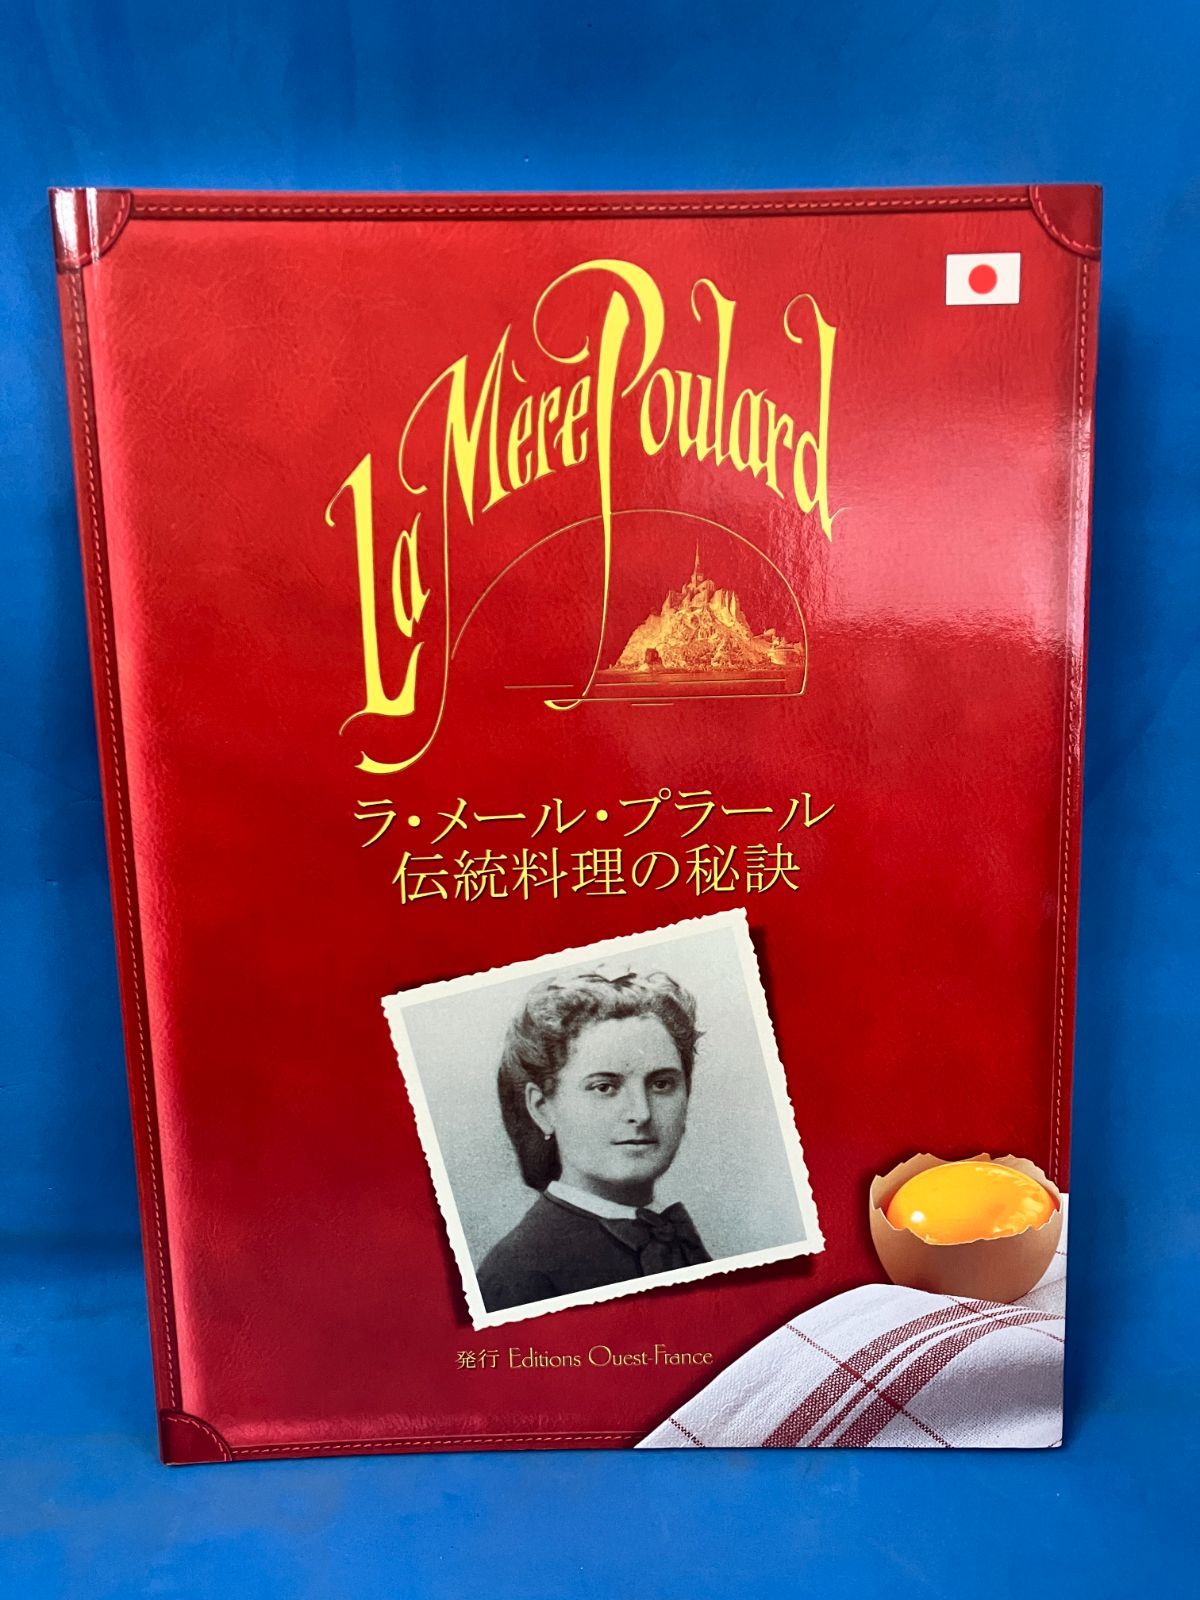 La Mère Poulard
ラ・メール・プラール
伝統料理の秘訣
発行 Editions Ouest-France